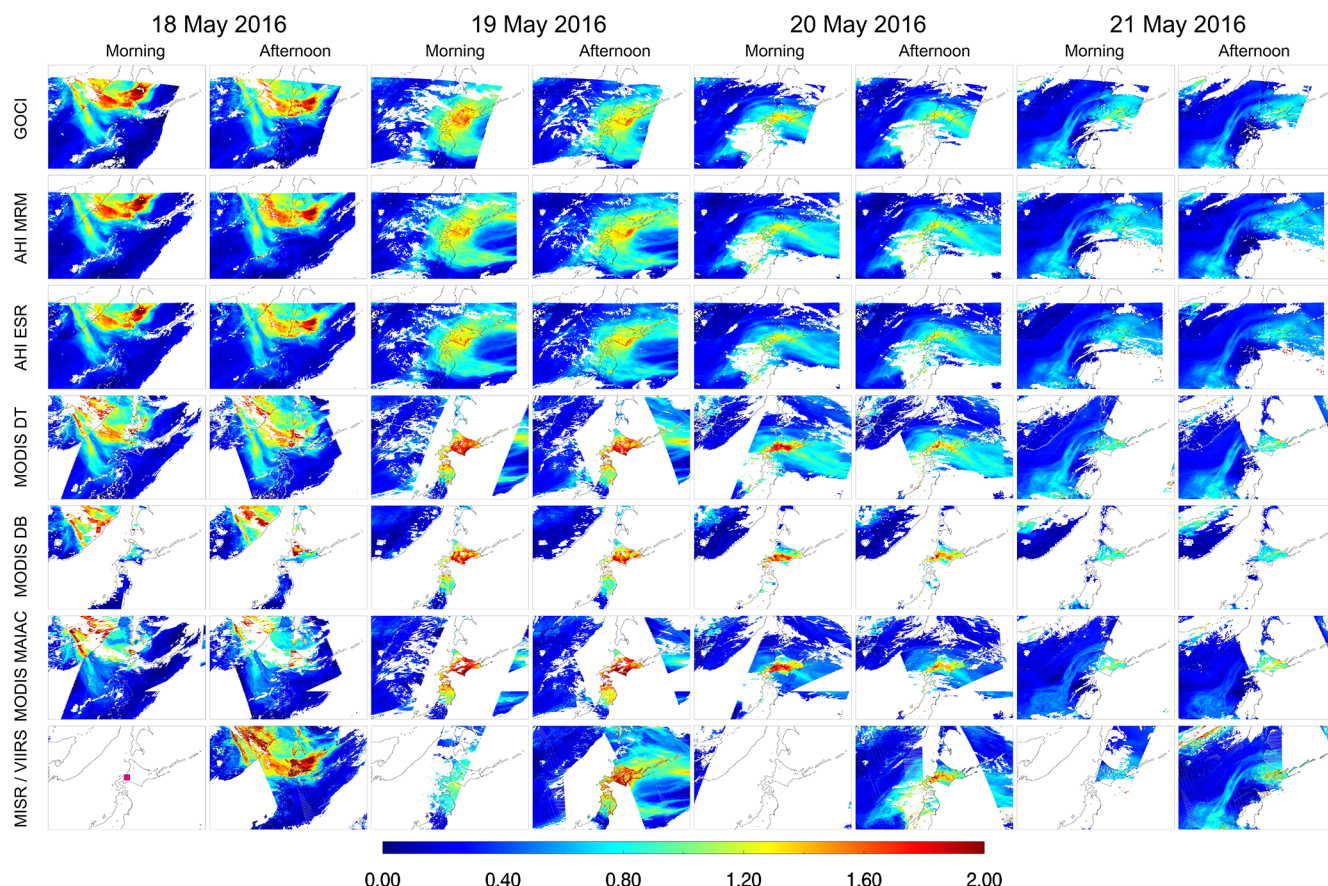 18 May 2016 19 May 2016 20 May 2016 21 May 2016
Morning Afternoon Morning Afternoon Morning Afternoon Morning Afternoon
GOCI
AHI MRM
AHI ESR
MODIS DT
MODIS DB
MODIS MAIAC
MISR / VIIRS
0.00 0.40 0.80 1.20 1.60 2.00